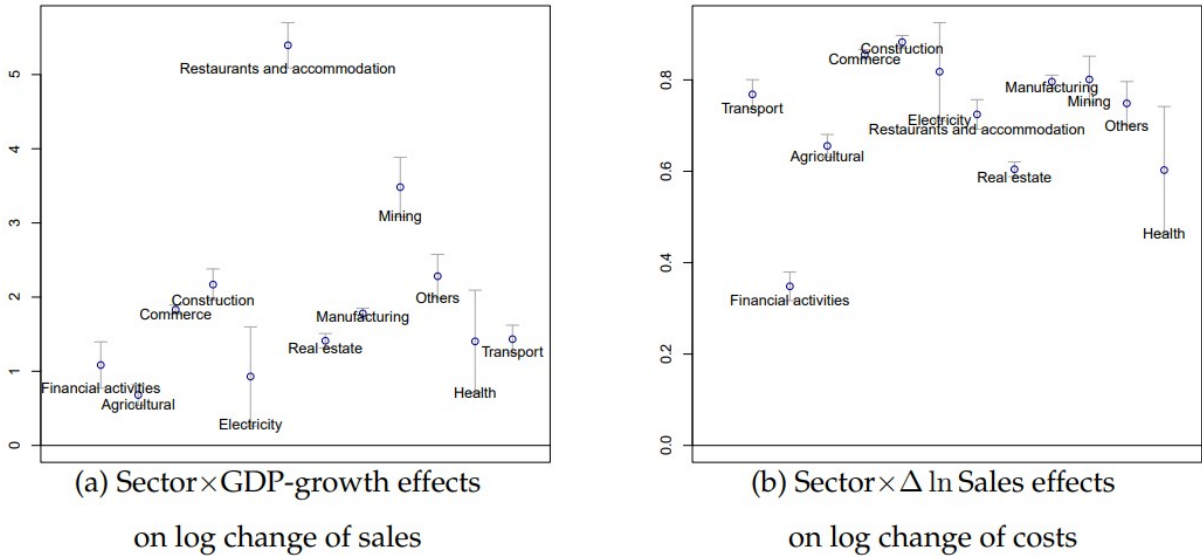 5
4
3
2
1
0
Restaurants and accommodation
Mining
Construction
Others
Commerce
Manufacturing
Real estate
Transport
Financial activities
Agricultural
Health
Electricity
(a) Sector×GDP-growth effects
on log change of sales
0.8
0.6
0.4
0.2
0.0
Construction
Commerce
Transport
Manufacturing
Mining
Electricity
Others
Restaurants and accommodation
Agricultural
Real estate
Health
Financial activities
(b) Sector×Δ ln Sales effects
on log change of costs